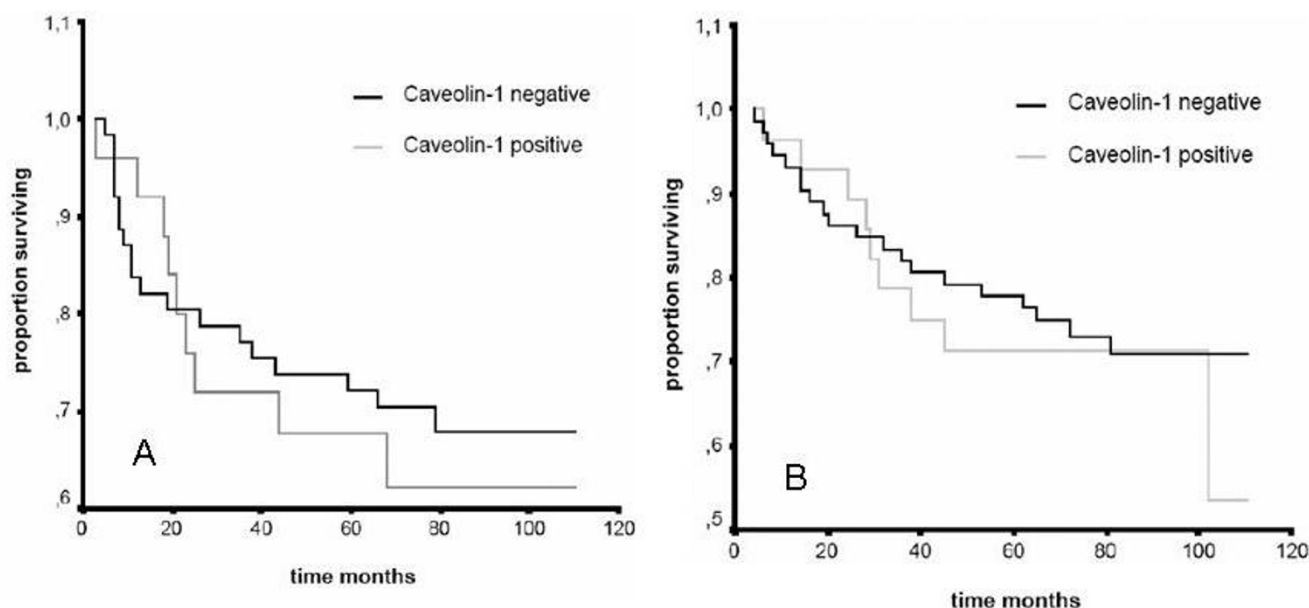 1,1
1,0
,9
,8
,7
,6
proportion surviving
Caveolin-1 negative
Caveolin-1 positive
A
0 20 40 60 80 100 120
time months
1,1
1,0
,9
,8
,7
,6
,5
proportion surviving
Caveolin-1 negative
Caveolin-1 positive
B
0 20 40 60 80 100 120
time months